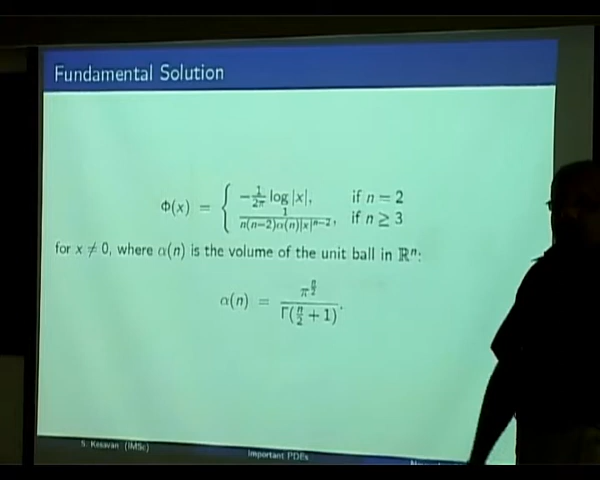 Fundamental Solution
Φ(x) = { −1/2π log |x|, if n = 2
1/n(n−2)α(n)|x|^{n−2}, if n ≥ 3
for x ≠ 0, where α(n) is the volume of the unit ball in ℝⁿ:
α(n) = π^{n/2} / Γ(n/2 + 1) .
S. Kesavan (IMSc)
Important PDEs